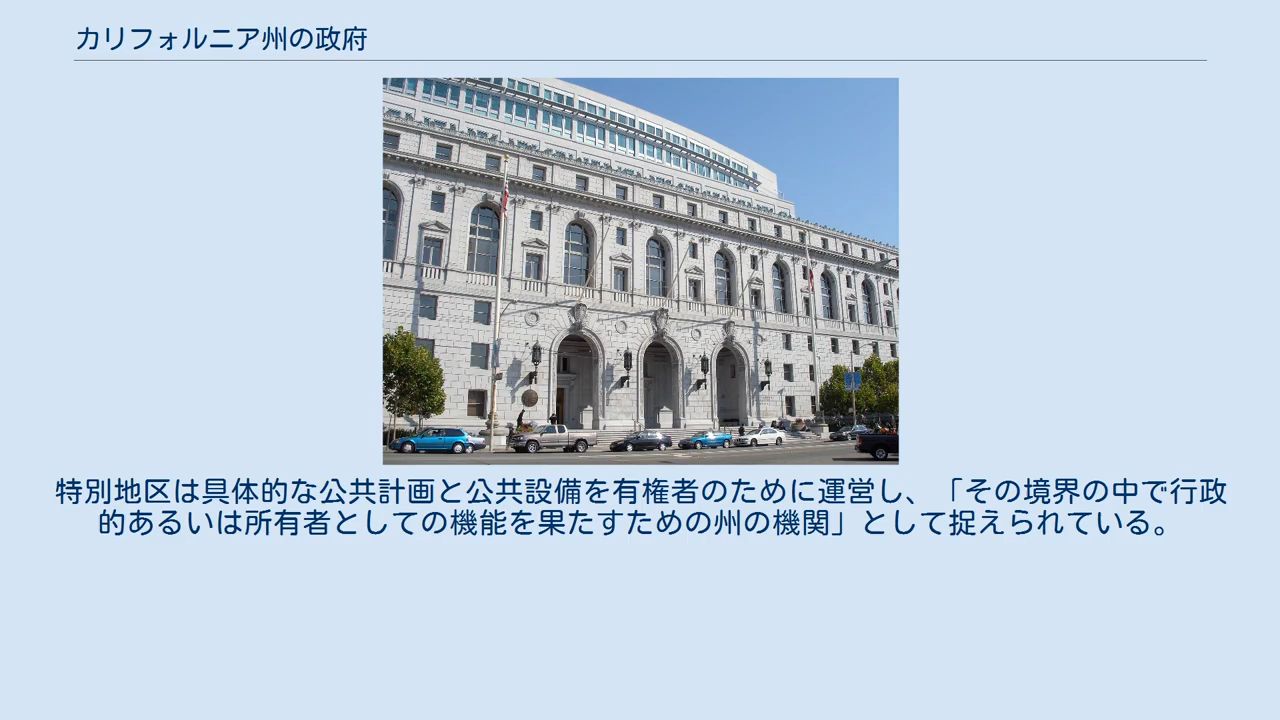 カリフォルニア州の政府
特別地区は具体的な公共計画と公共設備を有権者のために運営し、「その境界の中で行政
的あるいは所有者としての機能を果たすための州の機関」として捉えられている。